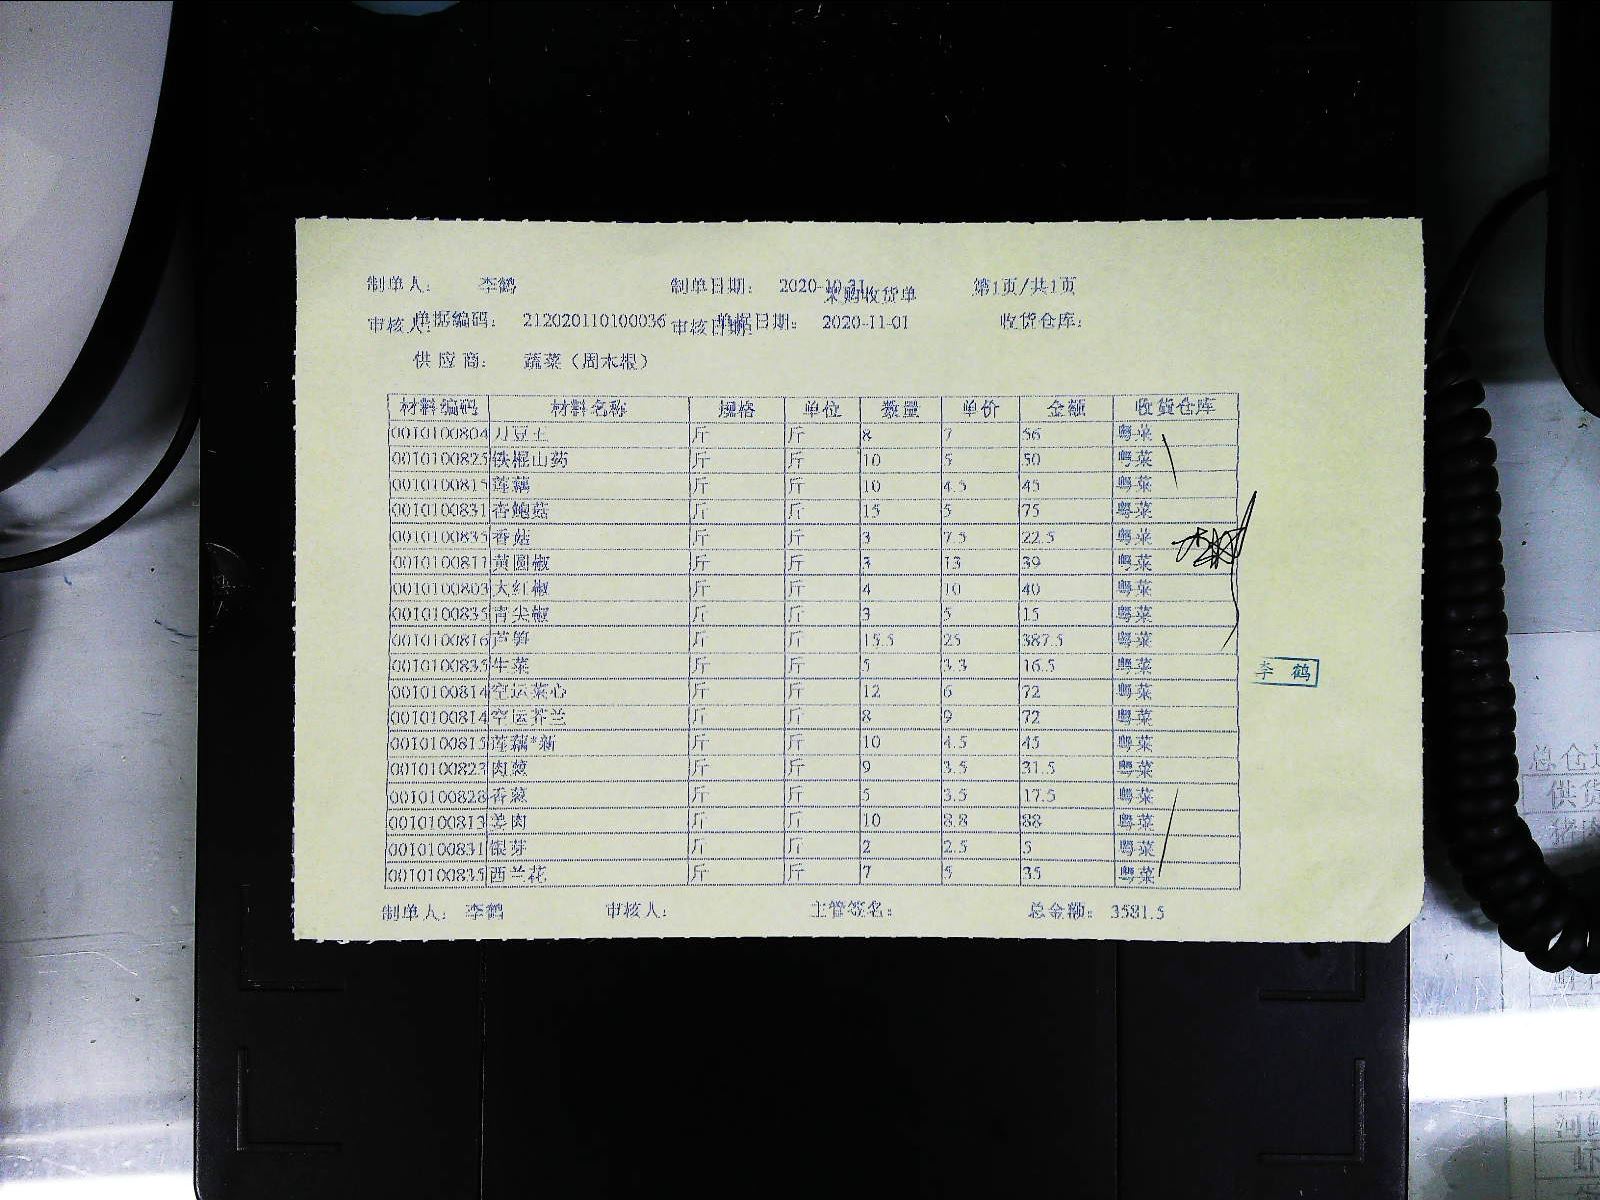 制单人： 李鹤 制单日期： 2020-10-31 采购收货单 第1页/共1页
审核人： 单据编码： 212020110100036 审核日期： 单据日期： 2020-11-01 收货仓库：
供应商： 蔬菜（周本根）
材料编码 材料名称 规格 单位 数量 单价 金额 收货仓库
0010100804 刀豆王 斤 斤 8 7 56 粤菜
0010100825 铁棍山药 斤 斤 10 5 50 粤菜
0010100815 莲藕 斤 斤 10 4.5 45 粤菜
0010100831 杏鲍菇 斤 斤 15 5 75 粤菜
0010100835 香菇 斤 斤 3 7.5 22.5 粤菜
0010100811 黄圆椒 斤 斤 3 13 39 粤菜
0010100803 大红椒 斤 斤 4 10 40 粤菜
0010100835 青尖椒 斤 斤 3 5 15 粤菜
0010100816 芦笋 斤 斤 15.5 25 387.5 粤菜
0010100835 生菜 斤 斤 5 3.3 16.5 粤菜
0010100814 空运菜心 斤 斤 12 6 72 粤菜
0010100814 空运芥兰 斤 斤 8 9 72 粤菜
0010100815 莲藕*新 斤 斤 10 4.5 45 粤菜
0010100823 肉葱 斤 斤 9 3.5 31.5 粤菜
0010100828 香葱 斤 斤 5 3.5 17.5 粤菜
0010100813 姜肉 斤 斤 10 8.8 88 粤菜
0010100831 银芽 斤 斤 2 2.5 5 粤菜
0010100835 西兰花 斤 斤 7 5 35 粤菜
李鹤
制单人： 李鹤 审核人： 主管签名： 总金额： 3581.5
总仓
供货